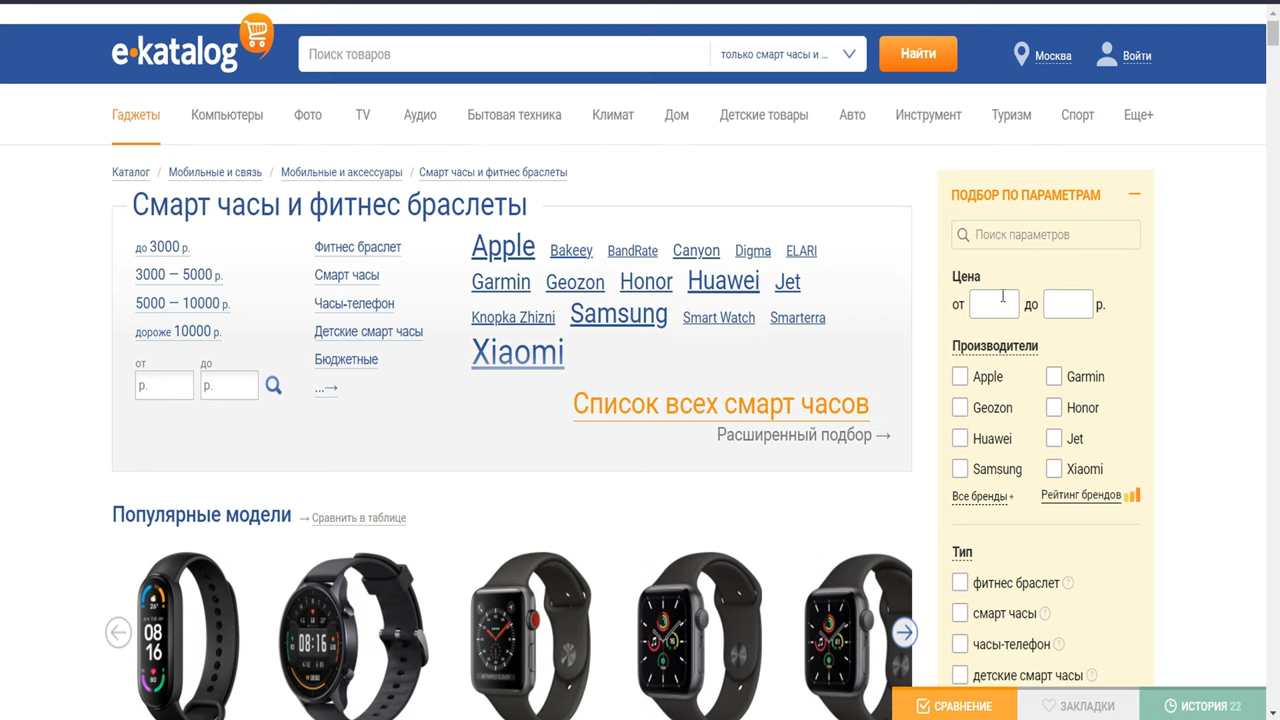 e·katalog
Поиск товаров
только смарт часы и ...
Найти
Москва
Войти
Гаджеты Компьютеры Фото TV Аудио Бытовая техника Климат Дом Детские товары Авто Инструмент Туризм Спорт Еще+
Каталог / Мобильные и связь / Мобильные и аксессуары / Смарт часы и фитнес браслеты
Смарт часы и фитнес браслеты
до 3000 р.
3000 — 5000 р.
5000 — 10000 р.
дороже 10000 р.
от до
р. р.
Фитнес браслет
Смарт часы
Часы-телефон
Детские смарт часы
Бюджетные
...→
Apple Bakeey BandRate Canyon Digma ELARI
Garmin Geozon Honor Huawei Jet
Knopka Zhizni Samsung Smart Watch Smarterra
Xiaomi
Список всех смарт часов
Расширенный подбор →
Популярные модели → Сравнить в таблице
08
16
08:16
ПОДБОР ПО ПАРАМЕТРАМ —
Поиск параметров
Цена
от до р.
Производители
Apple Garmin
Geozon Honor
Huawei Jet
Samsung Xiaomi
Все бренды + Рейтинг брендов
Тип
фитнес браслет ?
смарт часы ?
часы-телефон ?
детские смарт часы ?
СРАВНЕНИЕ ЗАКЛАДКИ ИСТОРИЯ 22